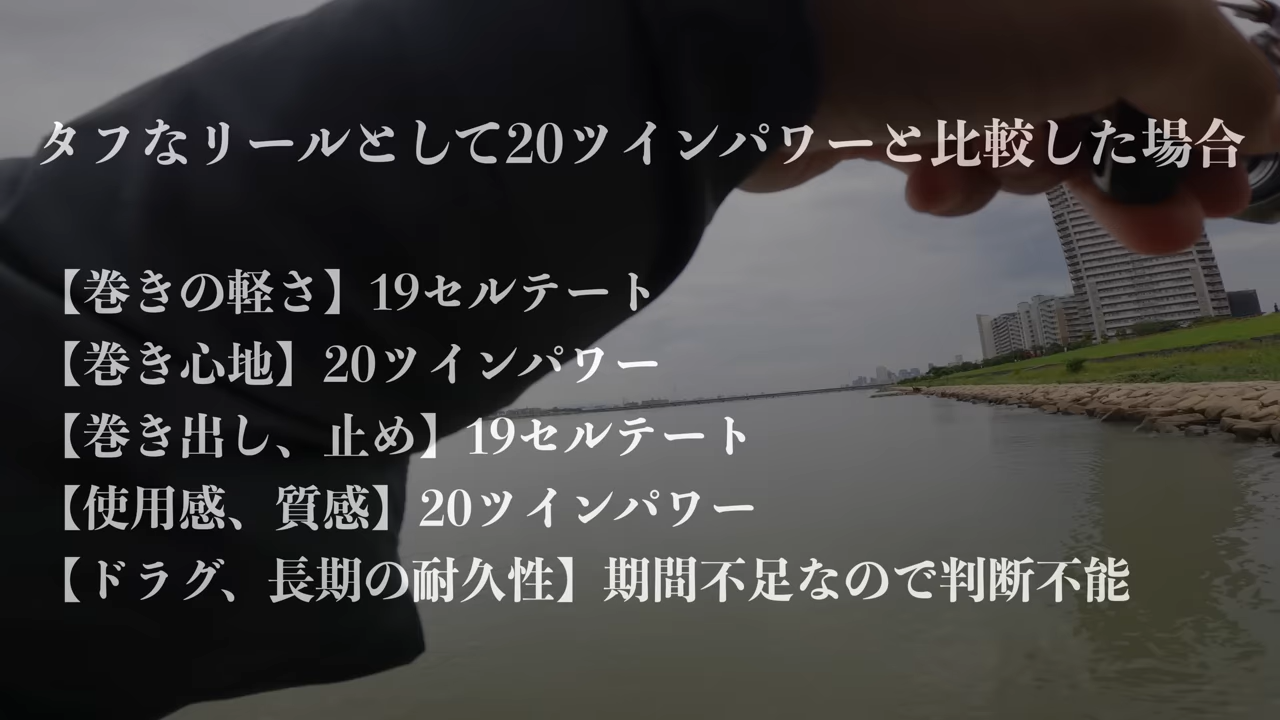 タフなリールとして20ツインパワーと比較した場合
【巻きの軽さ】19セルテート
【巻き心地】20ツインパワー
【巻き出し、止め】19セルテート
【使用感、質感】20ツインパワー
【ドラグ、長期の耐久性】期間不足なので判断不能